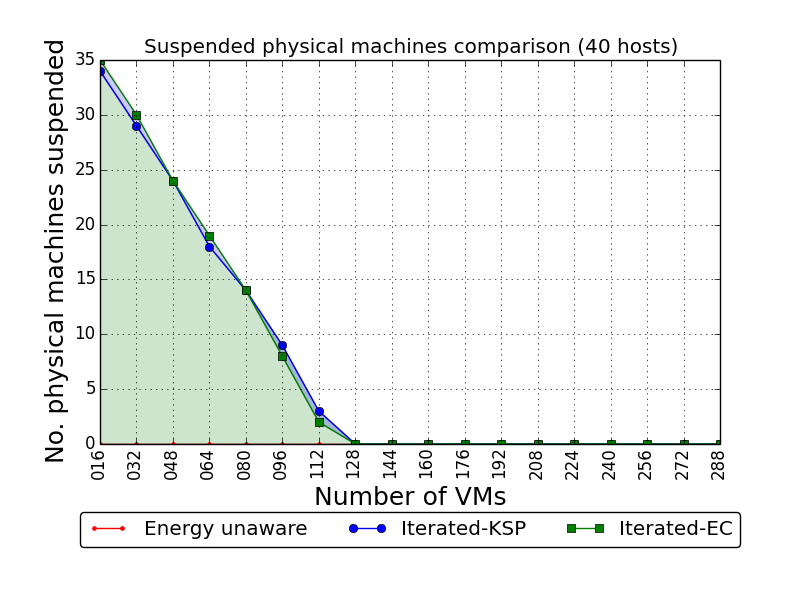 Suspended physical machines comparison (40 hosts)
No. physical machines suspended
35
30
25
20
15
10
5
0
016 032 048 064 080 096 112 128 144 160 176 192 208 224 240 256 272 288
Number of VMs
Energy unaware Iterated-KSP Iterated-EC